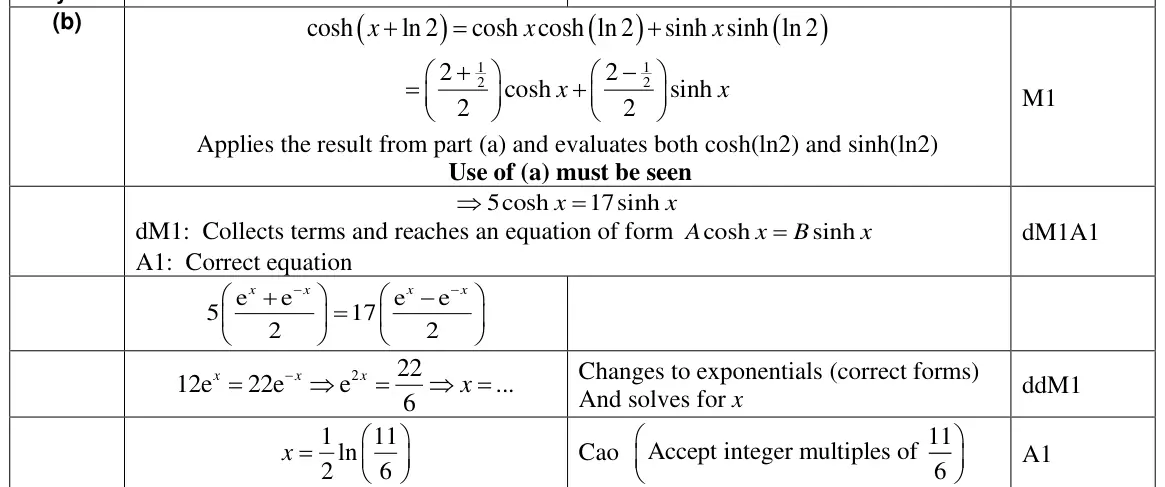 (b)
cosh(x + ln 2) = cosh x cosh(ln 2) + sinh x sinh(ln 2)
= ((2 + 1/2)/2) cosh x + ((2 − 1/2)/2) sinh x
M1
Applies the result from part (a) and evaluates both cosh(ln2) and sinh(ln2)
Use of (a) must be seen
⇒ 5cosh x = 17 sinh x
dM1: Collects terms and reaches an equation of form A cosh x = B sinh x
dM1A1
A1: Correct equation
5((e^x + e^−x)/2) = 17((e^x − e^−x)/2)
12e^x = 22e^−x ⇒ e^2x = 22/6 ⇒ x = ...
Changes to exponentials (correct forms)
And solves for x
ddM1
x = 1/2 ln(11/6)
Cao (Accept integer multiples of 11/6)
A1